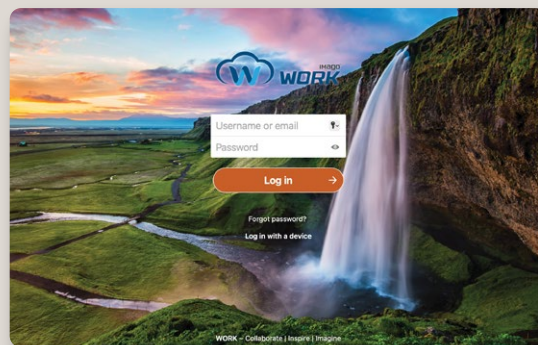 imago
WORK
Username or email
Password
Log in
Forgot password?
Log in with a device
WORK – Collaborate | Inspire | Imagine